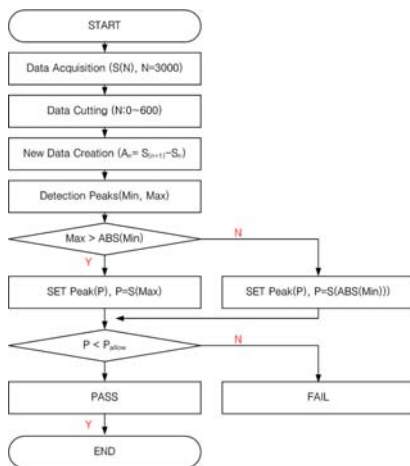 START
Data Acquisition (S(N), N=3000)
Data Cutting (N:0~600)
New Data Creation (Aₙ= S₍ₙ₊₁₎-Sₙ)
Detection Peaks(Min, Max)
Max > ABS(Min)
N
Y
SET Peak(P), P=S(Max)
SET Peak(P), P=S(ABS(Min)))
P < Pallow
N
PASS
FAIL
Y
END